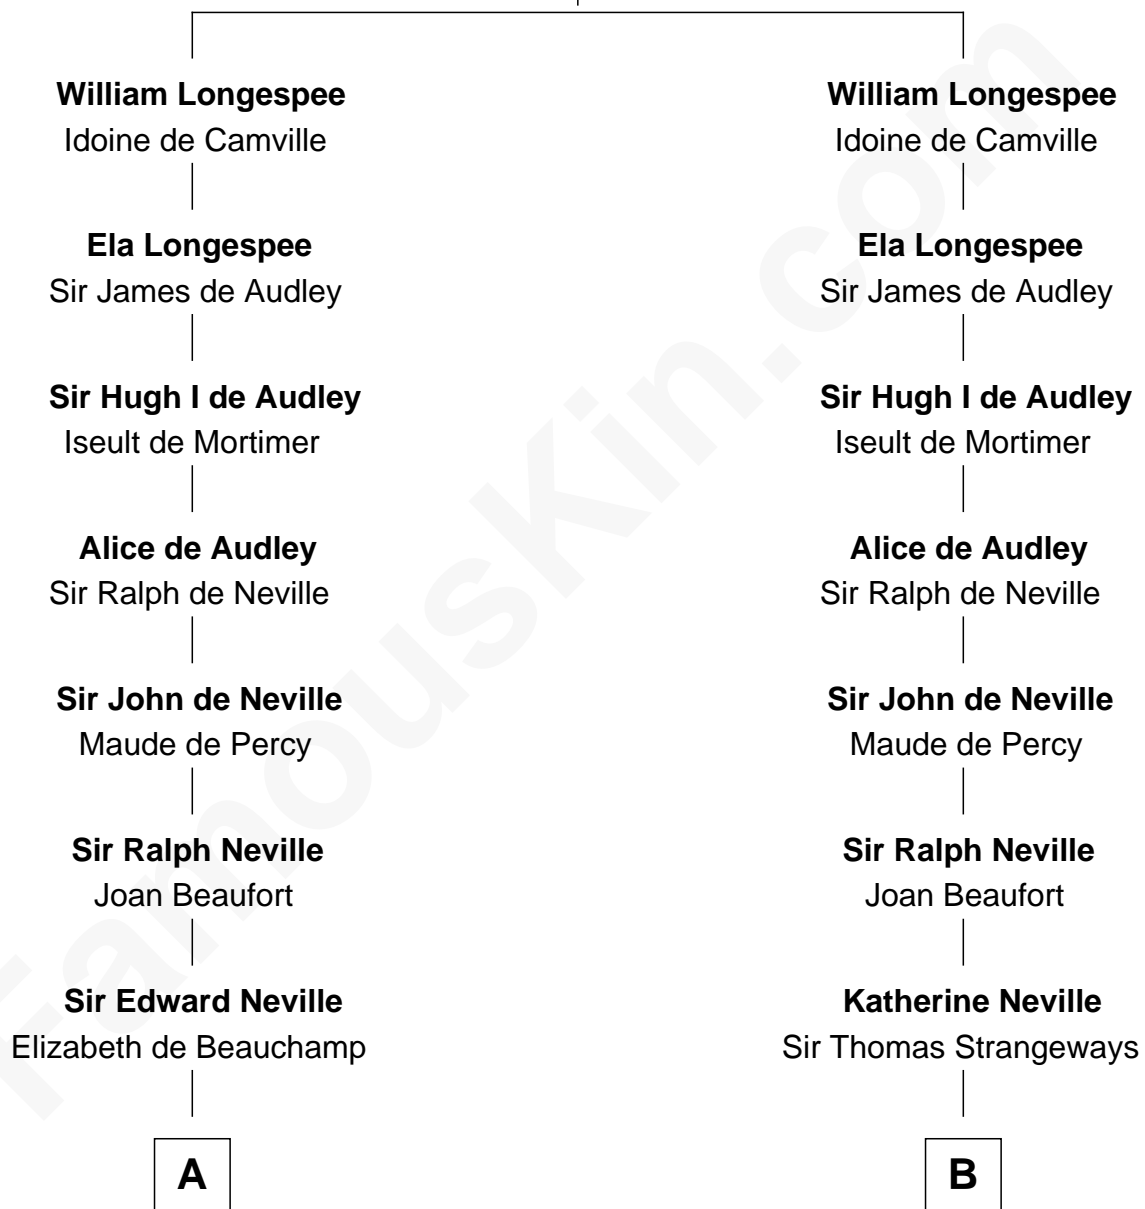 William Longespee
Idoine de Camville
Ela Longespee
Sir James de Audley
Sir Hugh I de Audley
Iseult de Mortimer
Alice de Audley
Sir Ralph de Neville
Sir John de Neville
Maude de Percy
Sir Ralph Neville
Joan Beaufort
Sir Edward Neville
Elizabeth de Beauchamp
A
William Longespee
Idoine de Camville
Ela Longespee
Sir James de Audley
Sir Hugh I de Audley
Iseult de Mortimer
Alice de Audley
Sir Ralph de Neville
Sir John de Neville
Maude de Percy
Sir Ralph Neville
Joan Beaufort
Katherine Neville
Sir Thomas Strangeways
B
FamousKin.com